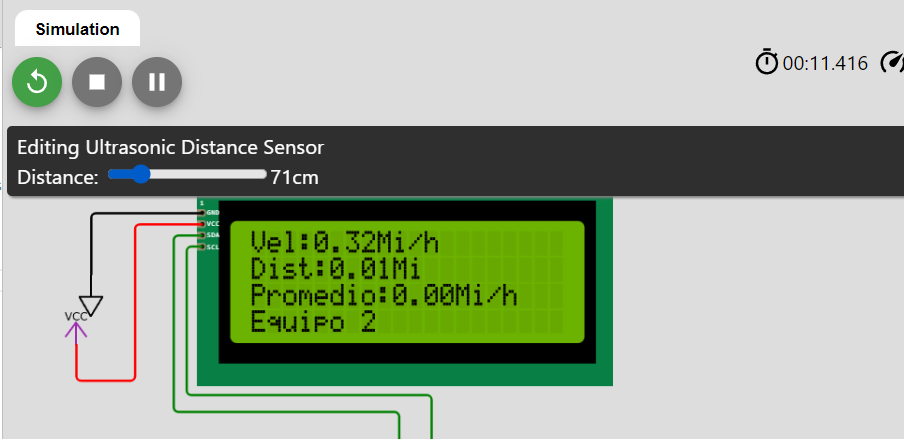 Simulation
00:11.416
Editing Ultrasonic Distance Sensor
Distance: 71cm
1
GND
VCC
SDA
SCL
Vel:0.32Mi/h
Dist:0.01Mi
Promedio:0.00Mi/h
Equipo 2
VCC